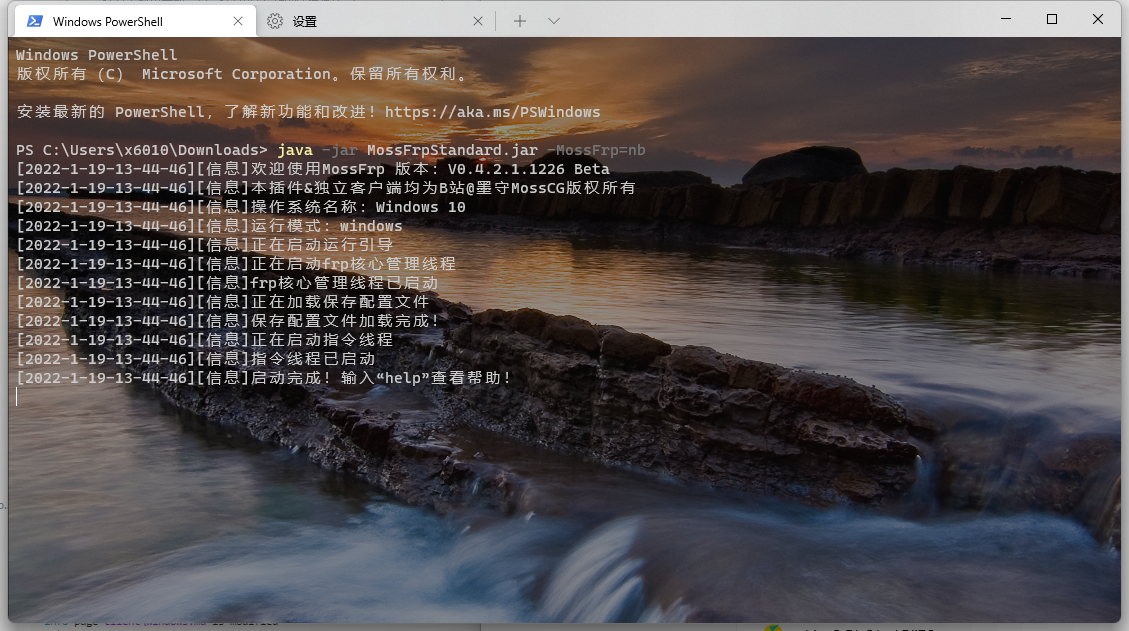 Windows PowerShell
设置
Windows PowerShell
版权所有 (C) Microsoft Corporation。保留所有权利。
安装最新的 PowerShell，了解新功能和改进！https://aka.ms/PSWindows
PS C:\Users\x6010\Downloads> java -jar MossFrpStandard.jar -MossFrp=nb
[2022-1-19-13-44-46][信息]欢迎使用MossFrp 版本：V0.4.2.1.1226 Beta
[2022-1-19-13-44-46][信息]本插件&独立客户端均为B站@墨守MossCG版权所有
[2022-1-19-13-44-46][信息]操作系统名称：Windows 10
[2022-1-19-13-44-46][信息]运行模式：windows
[2022-1-19-13-44-46][信息]正在启动运行引导
[2022-1-19-13-44-46][信息]正在启动frp核心管理线程
[2022-1-19-13-44-46][信息]frp核心管理线程已启动
[2022-1-19-13-44-46][信息]正在加载保存配置文件
[2022-1-19-13-44-46][信息]保存配置文件加载完成！
[2022-1-19-13-44-46][信息]正在启动指令线程
[2022-1-19-13-44-46][信息]指令线程已启动
[2022-1-19-13-44-46][信息]启动完成！输入“help”查看帮助！